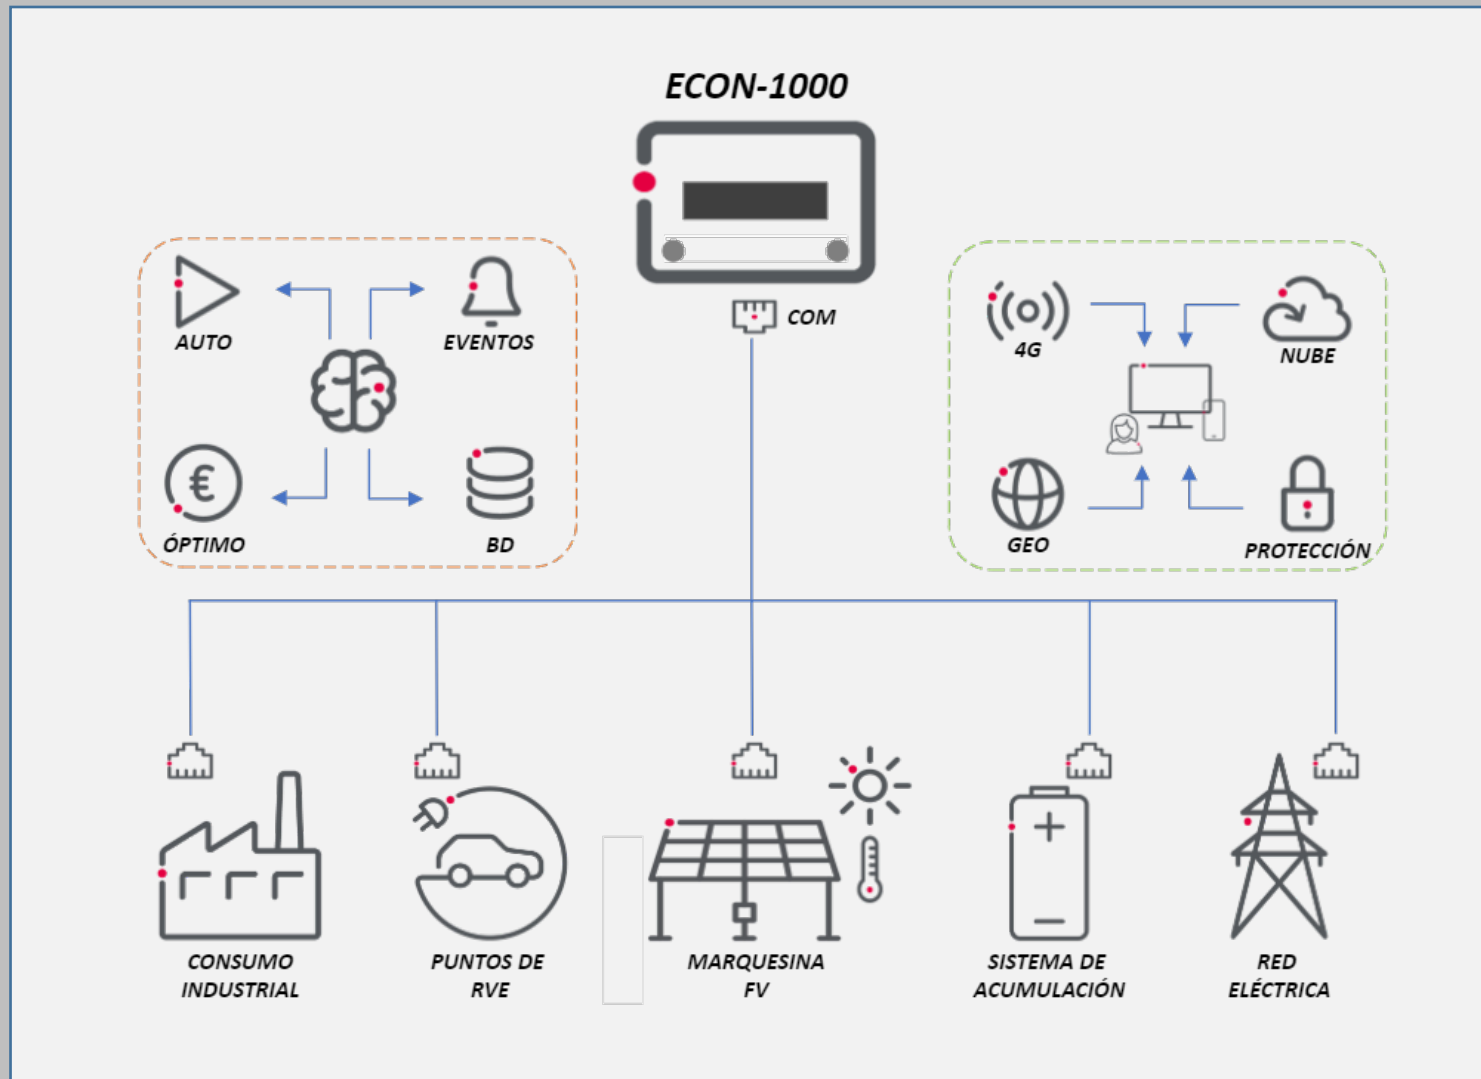 ECON-1000
COM
AUTO
EVENTOS
ÓPTIMO
BD
4G
NUBE
GEO
PROTECCIÓN
CONSUMO
INDUSTRIAL
PUNTOS DE
RVE
MARQUESINA
FV
SISTEMA DE
ACUMULACIÓN
RED
ELÉCTRICA